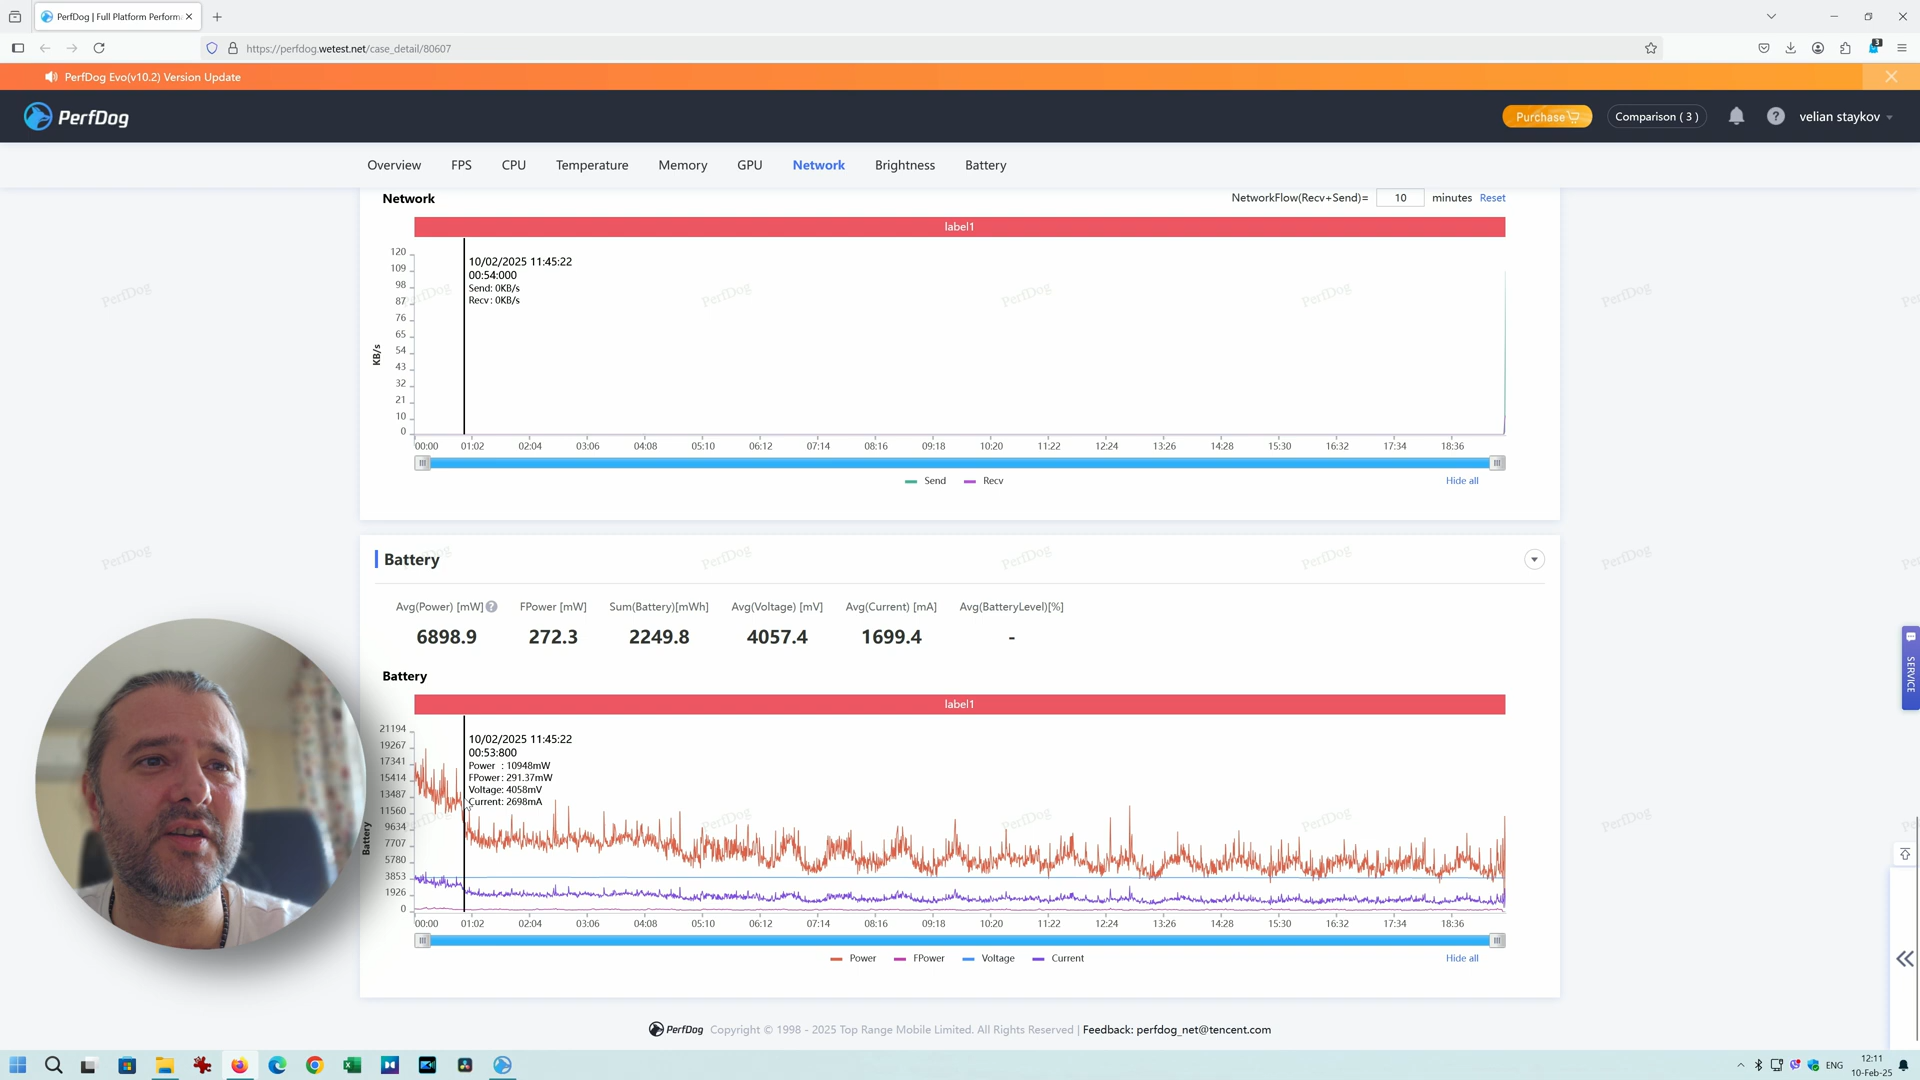 PerfDog | Full Platform Perform
https://perfdog.wetest.net/case_detail/80607
3
PerfDog Evo(v10.2) Version Update
PerfDog
Purchase
Comparison ( 3 )
velian staykov
Overview
FPS
CPU
Temperature
Memory
GPU
Network
Brightness
Battery
Network
NetworkFlow(Recv+Send)= 10 minutes Reset
label1
120
109
98
87
76
65
54
43
32
21
10
0
KB/s
10/02/2025 11:45:22
00:54:000
Send: 0KB/s
Recv: 0KB/s
00:00 01:02 02:04 03:06 04:08 05:10 06:12 07:14 08:16 09:18 10:20 11:22 12:24 13:26 14:28 15:30 16:32 17:34 18:36
Send Recv Hide all
PerfDog PerfDog PerfDog PerfDog PerfDog
Battery
Avg(Power) [mW] FPower [mW] Sum(Battery)[mWh] Avg(Voltage) [mV] Avg(Current) [mA] Avg(BatteryLevel)[%]
6898.9 272.3 2249.8 4057.4 1699.4 -
Battery
label1
21194
19267
17341
15414
13487
11560
9634
7707
5780
3853
1926
0
Battery
10/02/2025 11:45:22
00:53:800
Power : 10948mW
FPower: 291.37mW
Voltage: 4058mV
Current: 2698mA
00:00 01:02 02:04 03:06 04:08 05:10 06:12 07:14 08:16 09:18 10:20 11:22 12:24 13:26 14:28 15:30 16:32 17:34 18:36
Power FPower Voltage Current Hide all
SERVICE
PerfDog Copyright © 1998 - 2025 Top Range Mobile Limited. All Rights Reserved | Feedback: perfdog_net@tencent.com
ENG
12:11
10-Feb-25